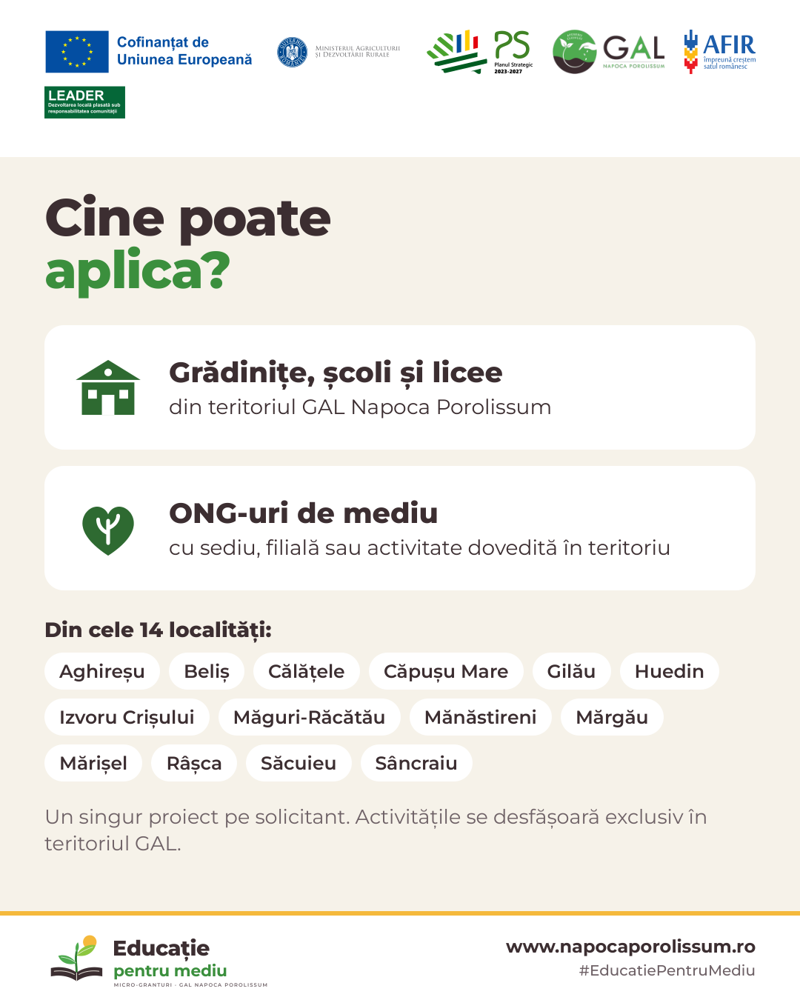 Cofinanțat de
Uniunea Europeană
GUVERNUL ROMÂNIEI
Ministerul Agriculturii
și Dezvoltării Rurale
PS
Planul Strategic
2023-2027
GAL
NAPOCA POROLISSUM
AFIR
împreună creștem
satul românesc
LEADER
Dezvoltarea locală plasată sub
responsabilitatea comunității
Cine poate
aplica?
Grădinițe, școli și licee
din teritoriul GAL Napoca Porolissum
ONG-uri de mediu
cu sediu, filială sau activitate dovedită în teritoriu
Din cele 14 localități:
Aghireșu Beliș Călățele Căpușu Mare Gilău Huedin
Izvoru Crișului Măguri-Răcătău Mănăstireni Mărgău
Mărișel Râșca Săcuieu Sâncraiu
Un singur proiect pe solicitant. Activitățile se desfășoară exclusiv în
teritoriul GAL.
Educație
pentru mediu
MICRO-GRANTURI · GAL NAPOCA POROLISSUM
www.napocaporolissum.ro
#EducatiePentruMediu